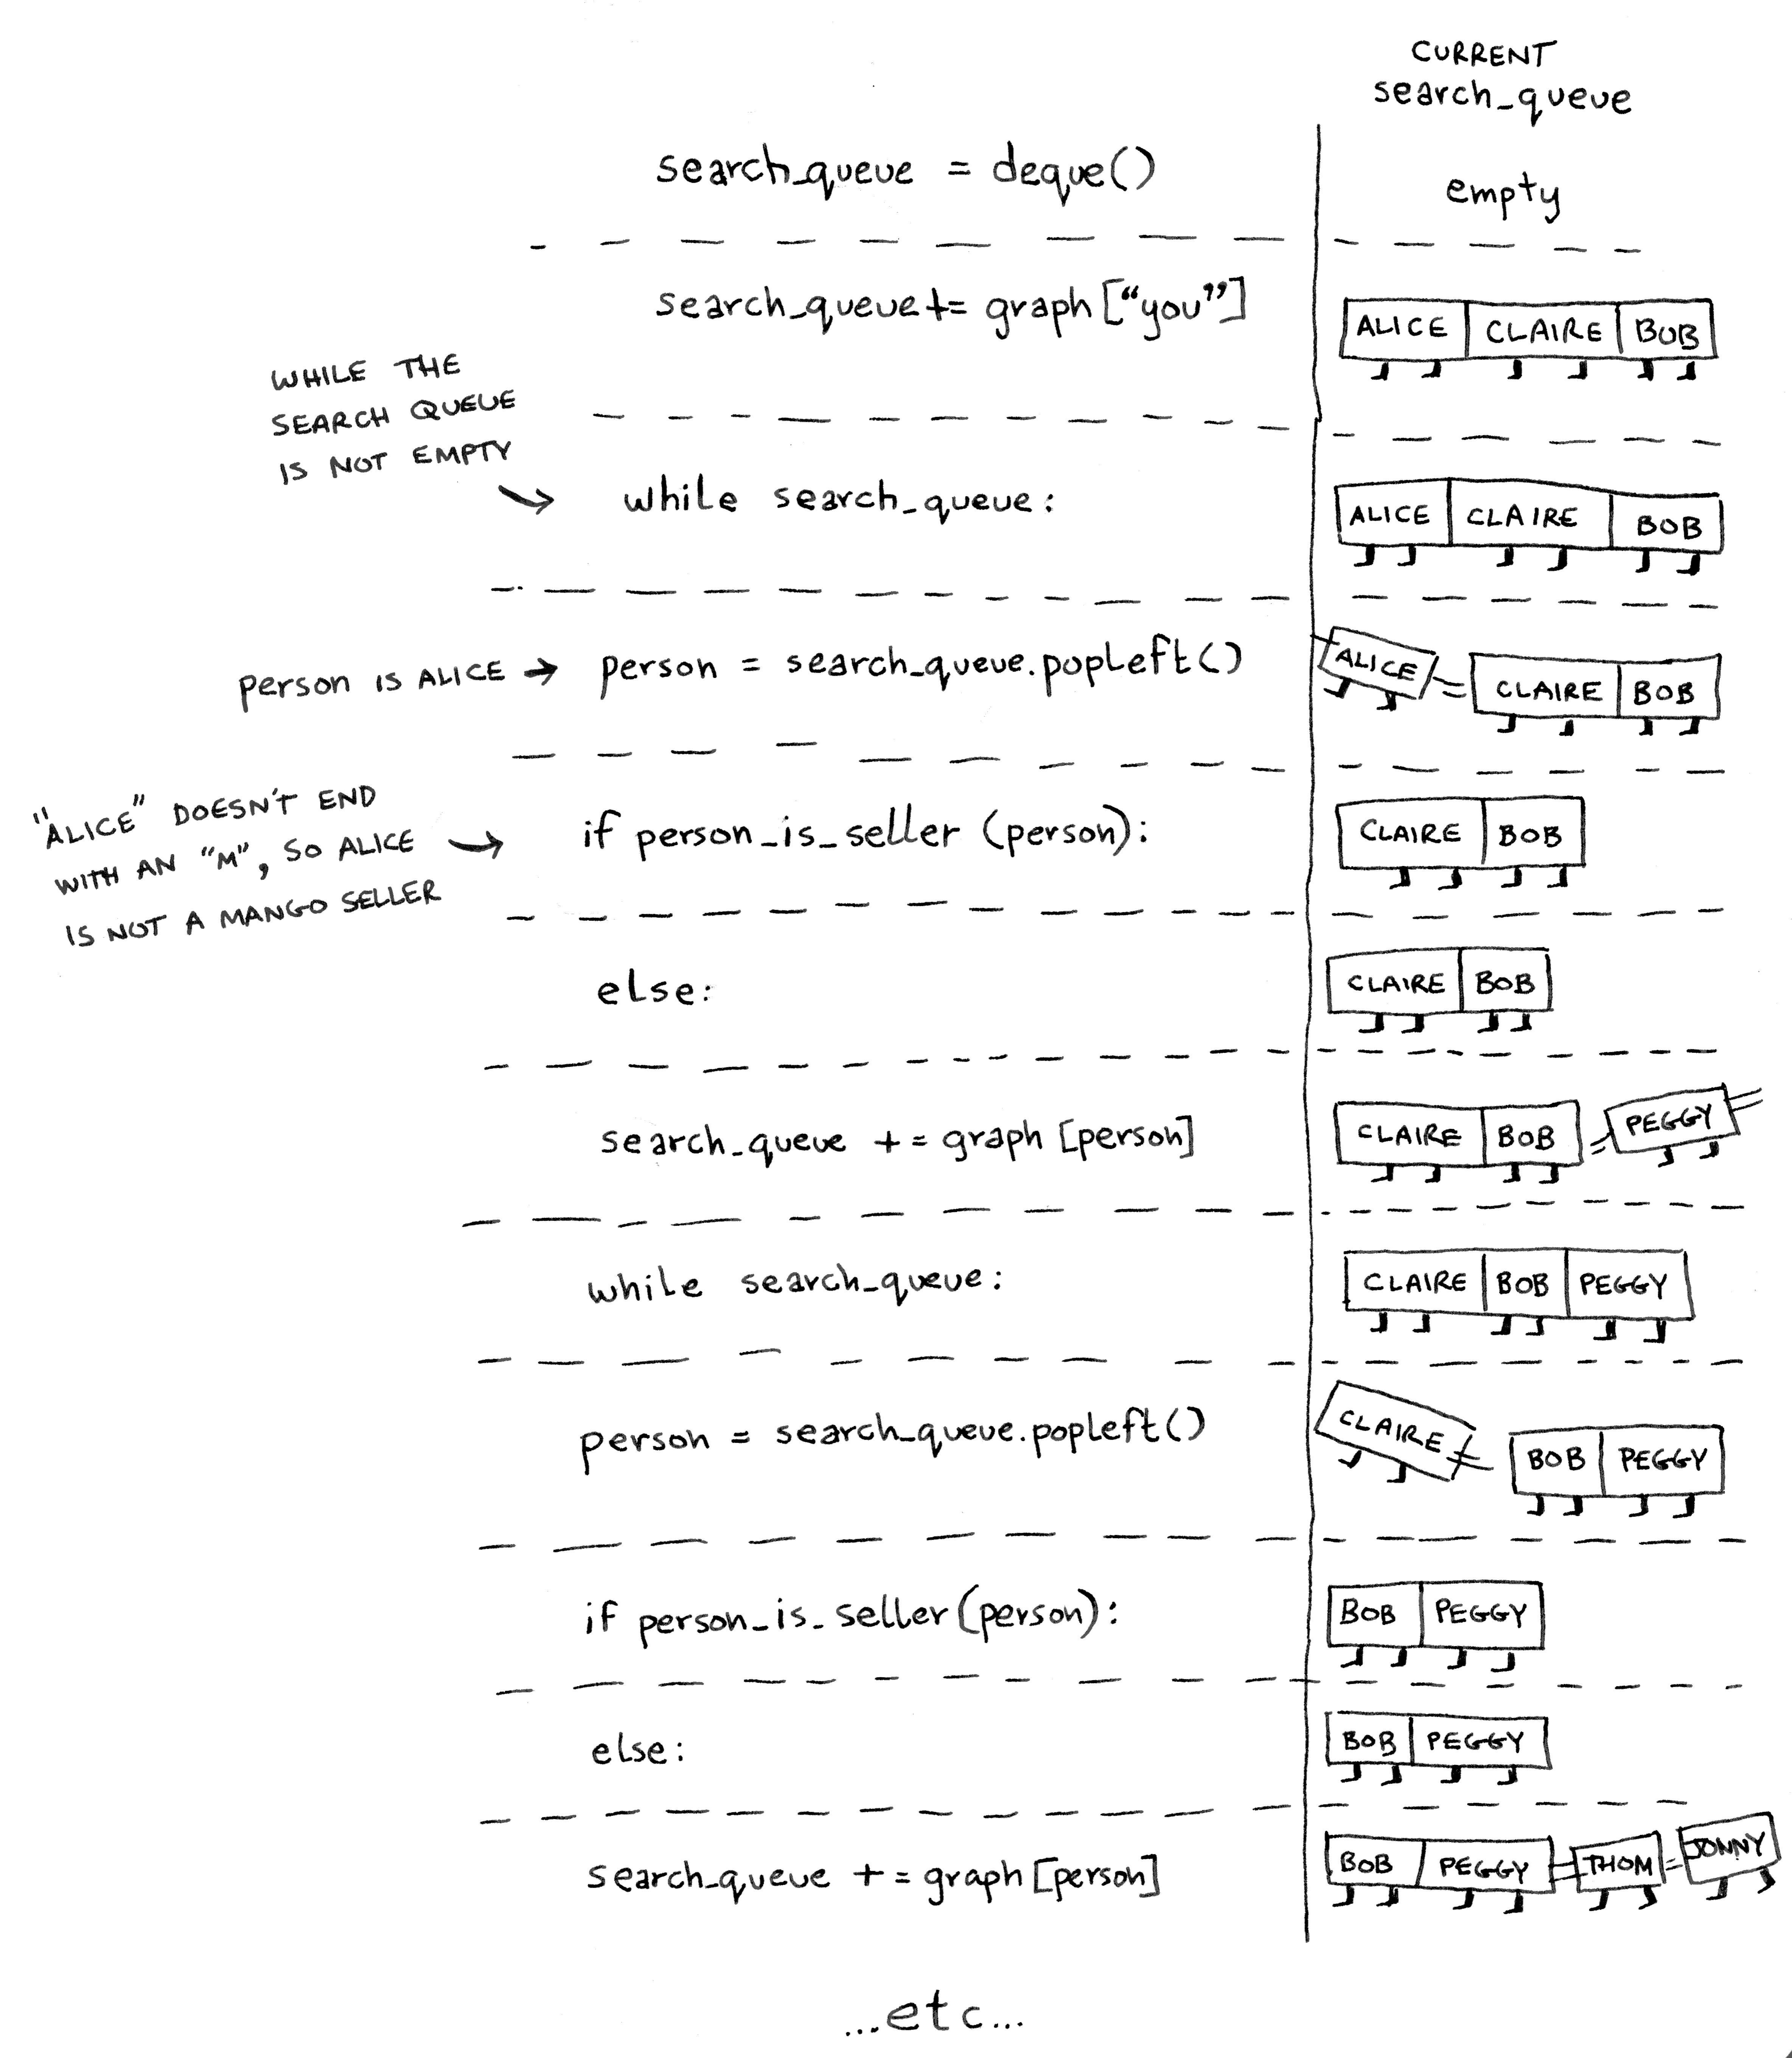 CURRENT
search_queue
search_queue = deque()
empty
search_queue += graph["you"]
ALICE CLAIRE BOB
WHILE THE
SEARCH QUEUE
IS NOT EMPTY
while search_queue:
ALICE CLAIRE BOB
person IS ALICE → person = search_queue.popleft()
ALICE CLAIRE BOB
"ALICE" DOESN'T END
WITH AN "M", SO ALICE
IS NOT A MANGO SELLER
if person_is_seller (person):
CLAIRE BOB
else:
CLAIRE BOB
search_queue += graph [person]
CLAIRE BOB PEGGY
while search_queue:
CLAIRE BOB PEGGY
person = search_queue.popleft()
CLAIRE BOB PEGGY
if person_is_seller (person):
BOB PEGGY
else:
BOB PEGGY
search_queue += graph [person]
BOB PEGGY THOM JONNY
...etc...